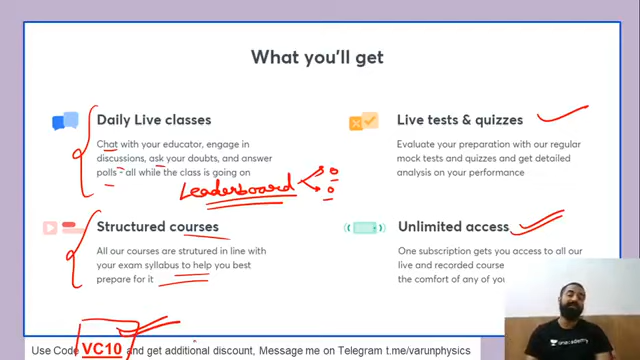 What you'll get
Daily Live classes
Chat with your educator, engage in
discussions, ask your doubts, and answer
polls - all while the class is going on
Leaderboard
Live tests & quizzes
Evaluate your preparation with our regular
mock tests and quizzes and get detailed
analysis on your performance
Structured courses
All our courses are strutured in line with
your exam syllabus to help you best
prepare for it
Unlimited access
One subscription gets you access to all our
live and recorded course
the comfort of any of you
unacademy
Use Code VC10 and get additional discount, Message me on Telegram t.me/varunphysics